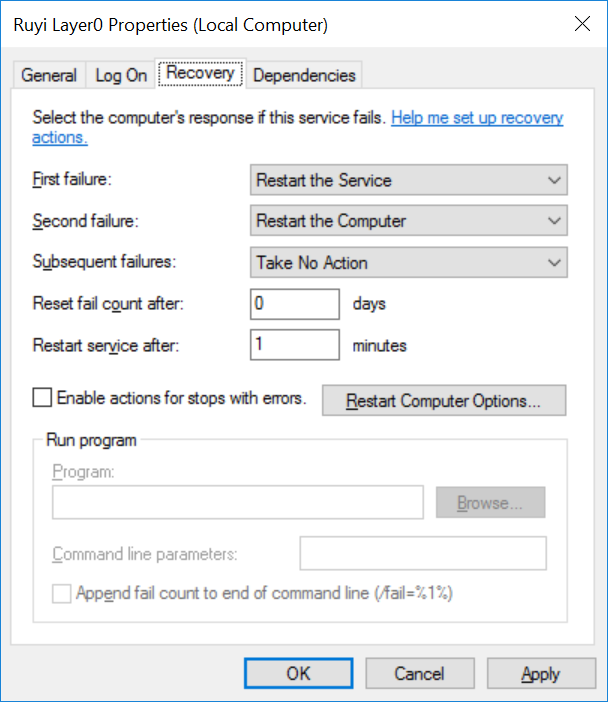 Ruyi Layer0 Properties (Local Computer)
General Log On Recovery Dependencies
Select the computer's response if this service fails. Help me set up recovery
actions.
First failure: Restart the Service
Second failure: Restart the Computer
Subsequent failures: Take No Action
Reset fail count after: 0 days
Restart service after: 1 minutes
Enable actions for stops with errors. Restart Computer Options...
Run program
Program:
Browse...
Command line parameters:
Append fail count to end of command line (/fail=%1%)
OK Cancel Apply